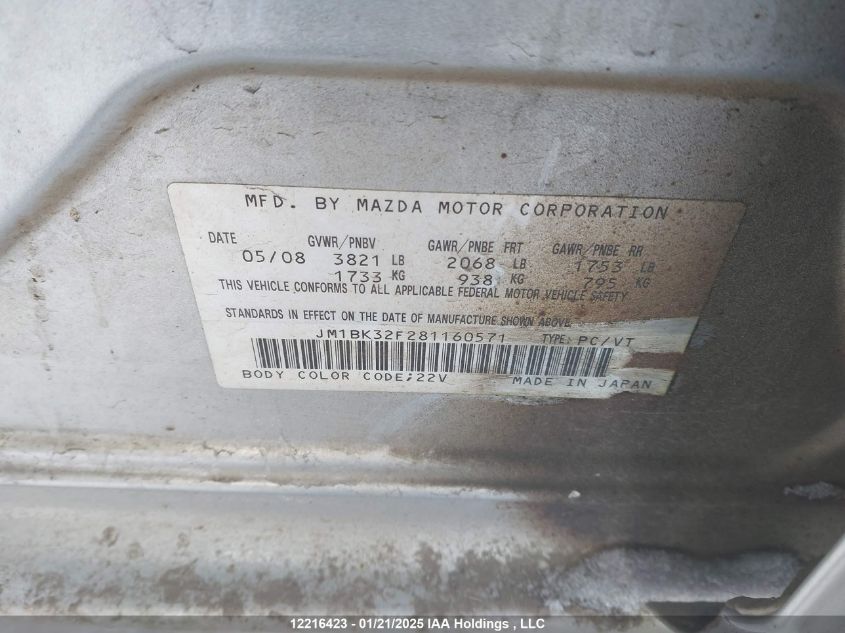 MFD. BY MAZDA MOTOR CORPORATION
DATE GVWR/PNBV GAWR/PNBE FRT GAWR/PNBE RR
05/08 3821 LB 2068 LB 1753 LB
1733 KG 938 KG 795 KG
THIS VEHICLE CONFORMS TO ALL APPLICABLE FEDERAL MOTOR VEHICLE SAFETY
STANDARDS IN EFFECT ON THE DATE OF MANUFACTURE SHOWN ABOVE.
JM1BK32F281160571 TYPE: PC/VT
BODY COLOR CODE;22V MADE IN JAPAN
12216423 - 01/21/2025 IAA Holdings , LLC